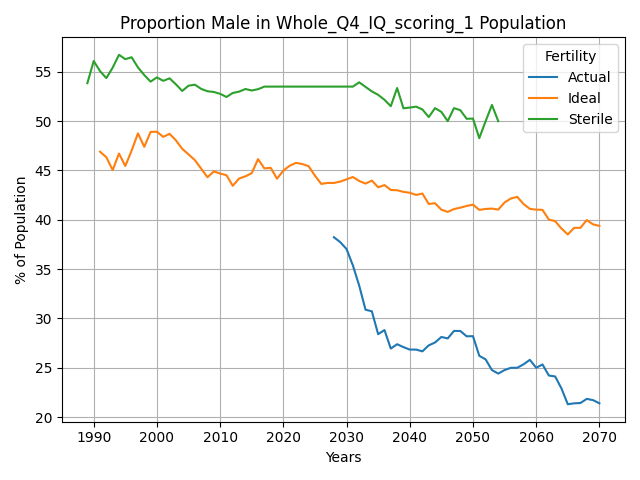 Proportion Male in Whole_Q4_IQ_scoring_1 Population
Fertility
Actual
Ideal
Sterile
% of Population
55
50
45
40
35
30
25
20
1990 2000 2010 2020 2030 2040 2050 2060 2070
Years